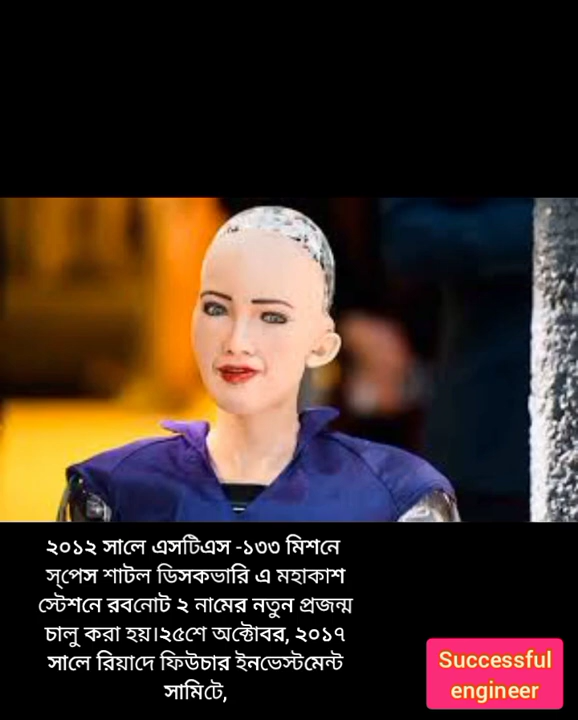 ২০১২ সালে এসটিএস -১৩৩ মিশনে
স্পেস শাটল ডিসকভারি এ মহাকাশ
স্টেশনে রবনোট ২ নামের নতুন প্রজন্ম
চালু করা হয়।২৫শে অক্টোবর, ২০১৭
সালে রিয়াদে ফিউচার ইনভেস্টমেন্ট
সামিটে,
Successful
engineer